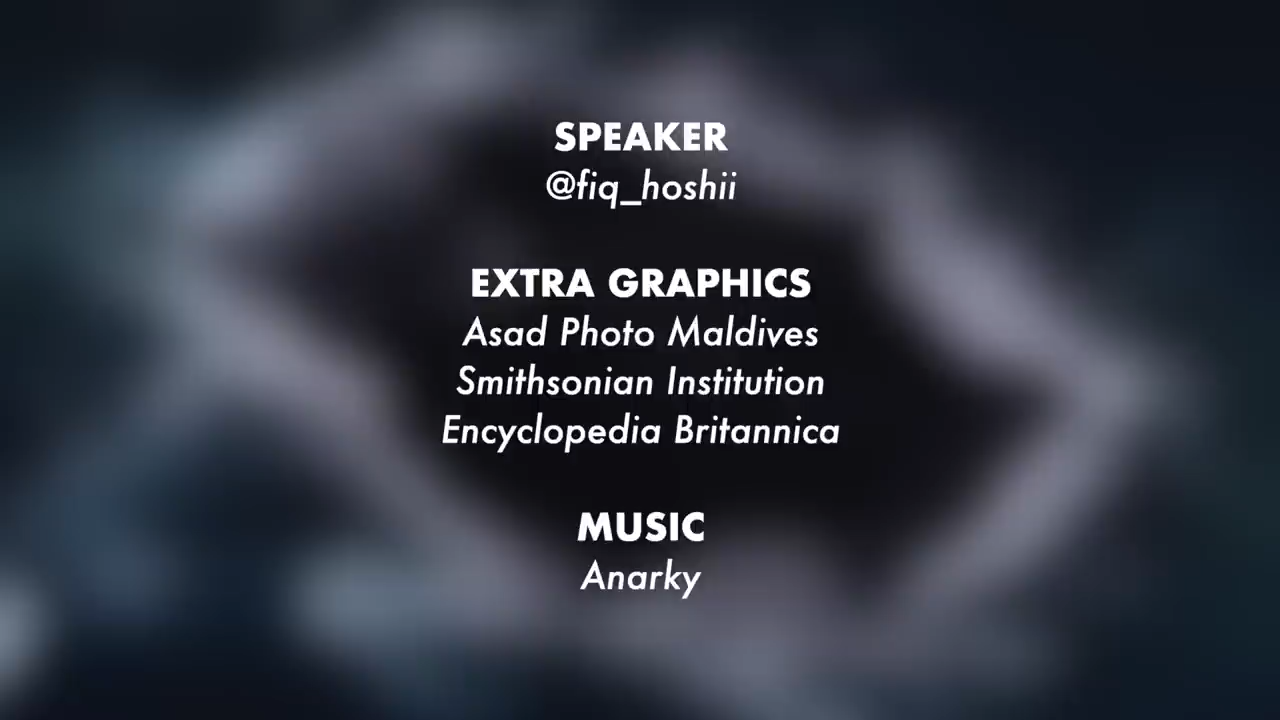 SPEAKER
@fiq_hoshii
EXTRA GRAPHICS
Asad Photo Maldives
Smithsonian Institution
Encyclopedia Britannica
MUSIC
Anarky